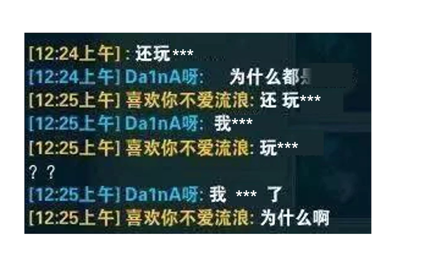 [12:24上午] : 还玩***
[12:24上午] Da1nA呀: 为什么都是
[12:25上午] 喜欢你不爱流浪: 还 玩***
[12:25上午] Da1nA呀: 我***
[12:25上午] 喜欢你不爱流浪: 玩***
？？
[12:25上午] Da1nA呀: 我 *** 了
[12:25上午] 喜欢你不爱流浪: 为什么啊